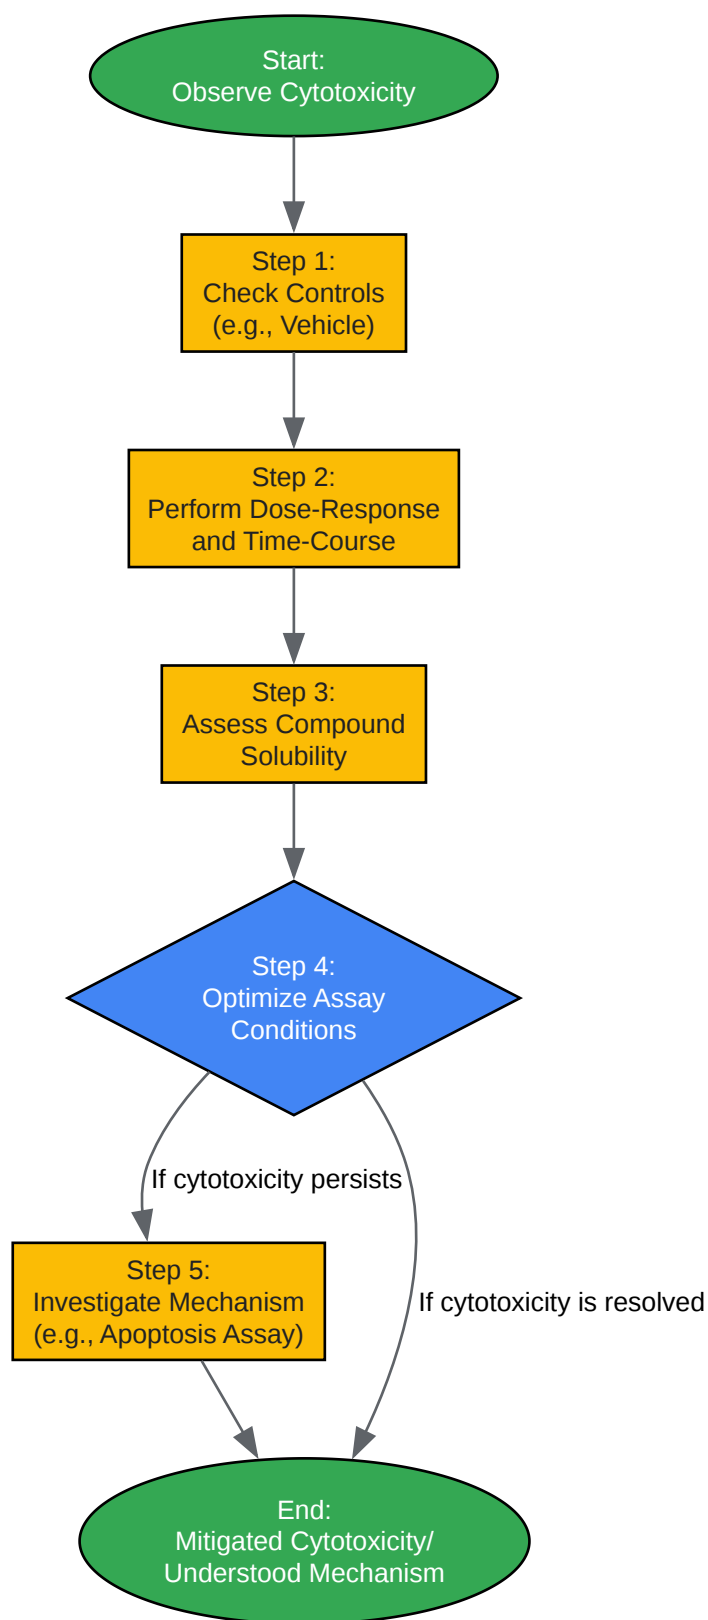 Start:
Observe Cytotoxicity
Step 1:
Check Controls
(e.g., Vehicle)
Step 2:
Perform Dose-Response
and Time-Course
Step 3:
Assess Compound
Solubility
Step 4:
Optimize Assay
Conditions
If cytotoxicity persists
Step 5:
Investigate Mechanism
(e.g., Apoptosis Assay)
If cytotoxicity is resolved
End:
Mitigated Cytotoxicity/
Understood Mechanism